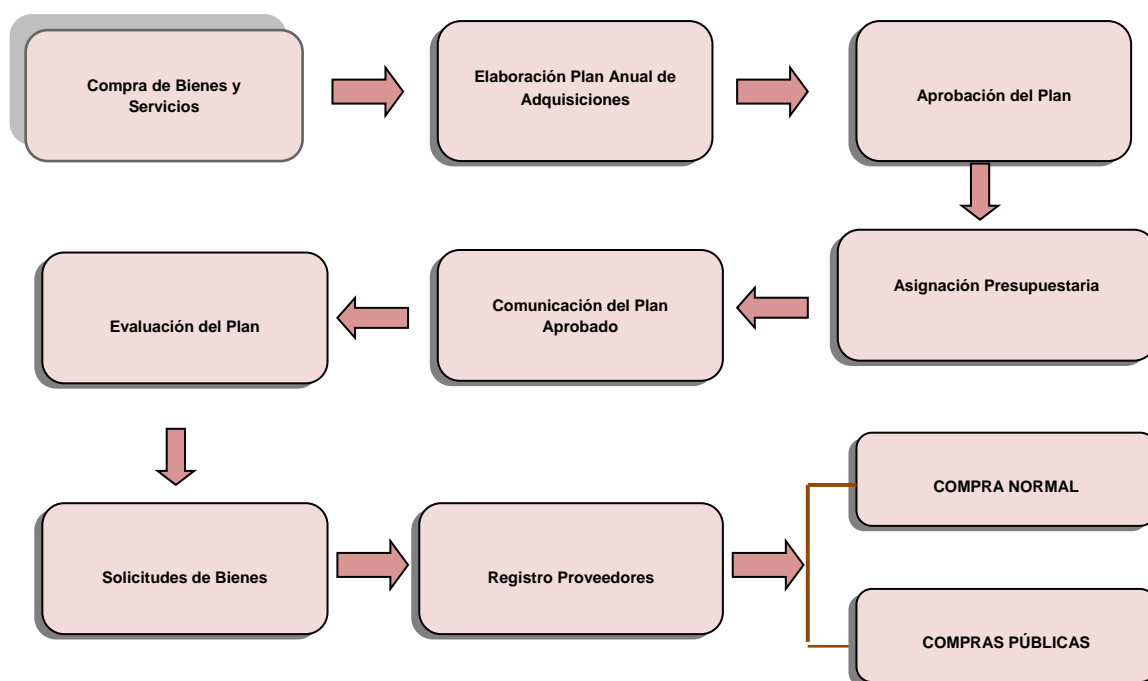 Compra de Bienes y
Servicios
Elaboración Plan Anual de
Adquisiciones
Aprobación del Plan
Asignación Presupuestaria
Comunicación del Plan
Aprobado
Evaluación del Plan
Solicitudes de Bienes
Registro Proveedores
COMPRA NORMAL
COMPRAS PÚBLICAS